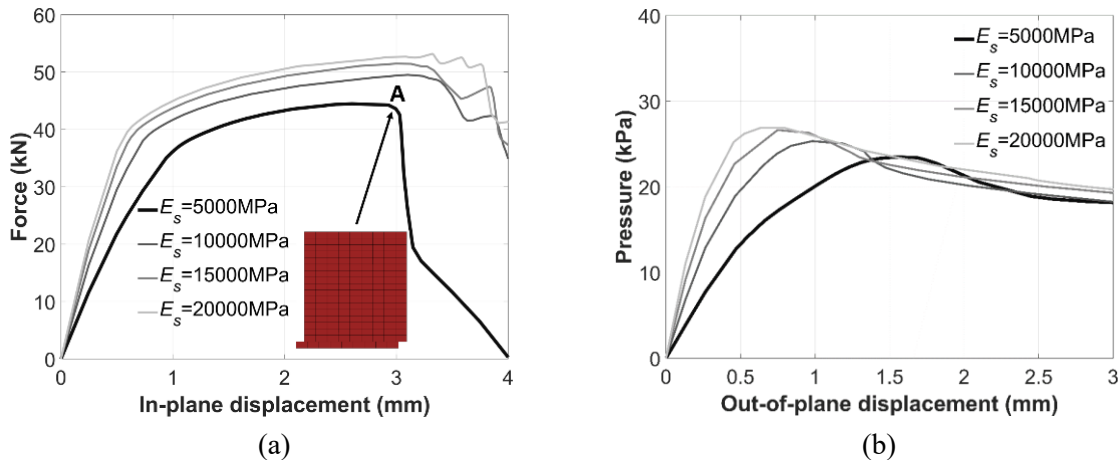 60
50
40
30
20
10
0
Force (kN)
A
E_s=5000MPa
E_s=10000MPa
E_s=15000MPa
E_s=20000MPa
0 1 2 3 4
In-plane displacement (mm)
(a)
40
30
20
10
0
Pressure (kPa)
E_s=5000MPa
E_s=10000MPa
E_s=15000MPa
E_s=20000MPa
0 0.5 1 1.5 2 2.5 3
Out-of-plane displacement (mm)
(b)